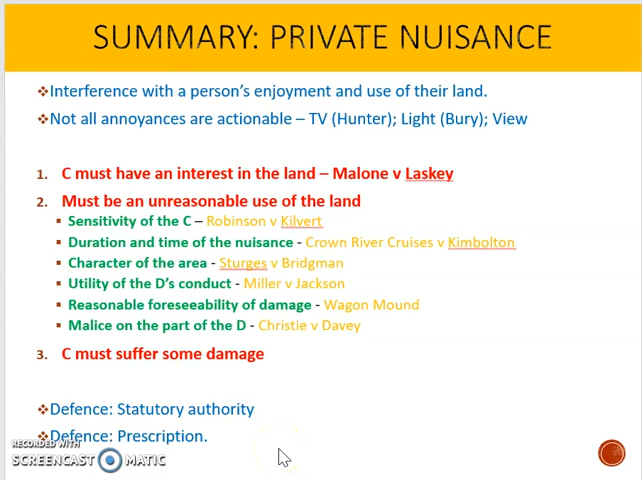 SUMMARY: PRIVATE NUISANCE
❖Interference with a person's enjoyment and use of their land.
❖Not all annoyances are actionable – TV (Hunter); Light (Bury); View
1. C must have an interest in the land – Malone v Laskey
2. Must be an unreasonable use of the land
▪ Sensitivity of the C – Robinson v Kilvert
▪ Duration and time of the nuisance - Crown River Cruises v Kimbolton
▪ Character of the area - Sturges v Bridgman
▪ Utility of the D's conduct - Miller v Jackson
▪ Reasonable foreseeability of damage - Wagon Mound
▪ Malice on the part of the D - Christie v Davey
3. C must suffer some damage
❖Defence: Statutory authority
❖Defence: Prescription.
RECORDED WITH
SCREENCAST MATIC